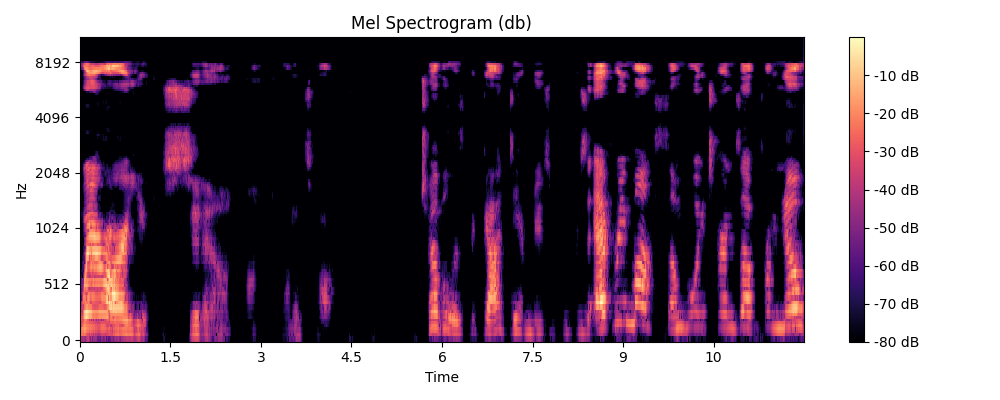 Mel Spectrogram (db)
8192
4096
2048
1024
512
0
Hz
0 1.5 3 4.5 6 7.5 9 10
Time
-10 dB
-20 dB
-30 dB
-40 dB
-50 dB
-60 dB
-70 dB
-80 dB